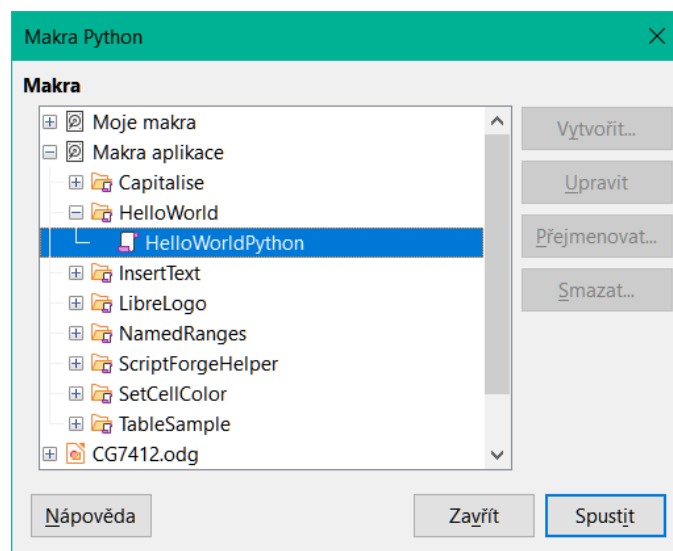 Makra Python
Makra
Moje makra
Vytvořit...
Makra aplikace
Capitalise
Upravit
HelloWorld
HelloWorldPython
Přejmenovat...
InsertText
Smazat...
LibreLogo
NamedRanges
ScriptForgeHelper
SetCellColor
TableSample
CG7412.odg
Nápověda
Zavřít
Spustit